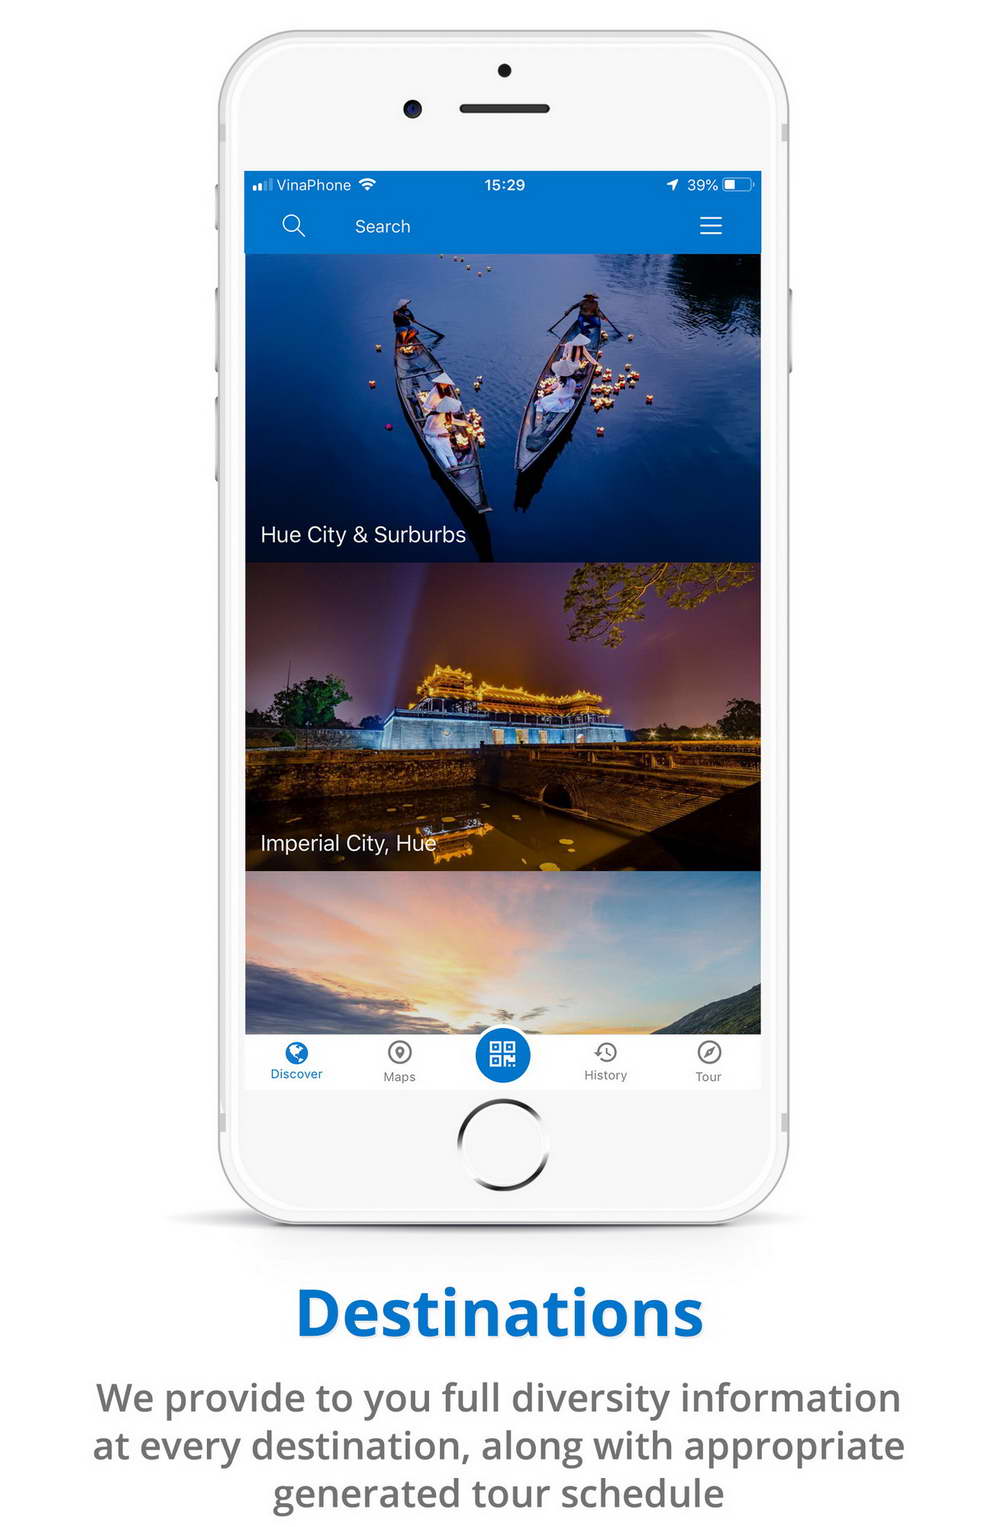 VinaPhone 15:29 39%
Search
Hue City & Surburbs
Imperial City, Hue
Discover Maps History Tour
Destinations
We provide to you full diversity information
at every destination, along with appropriate
generated tour schedule